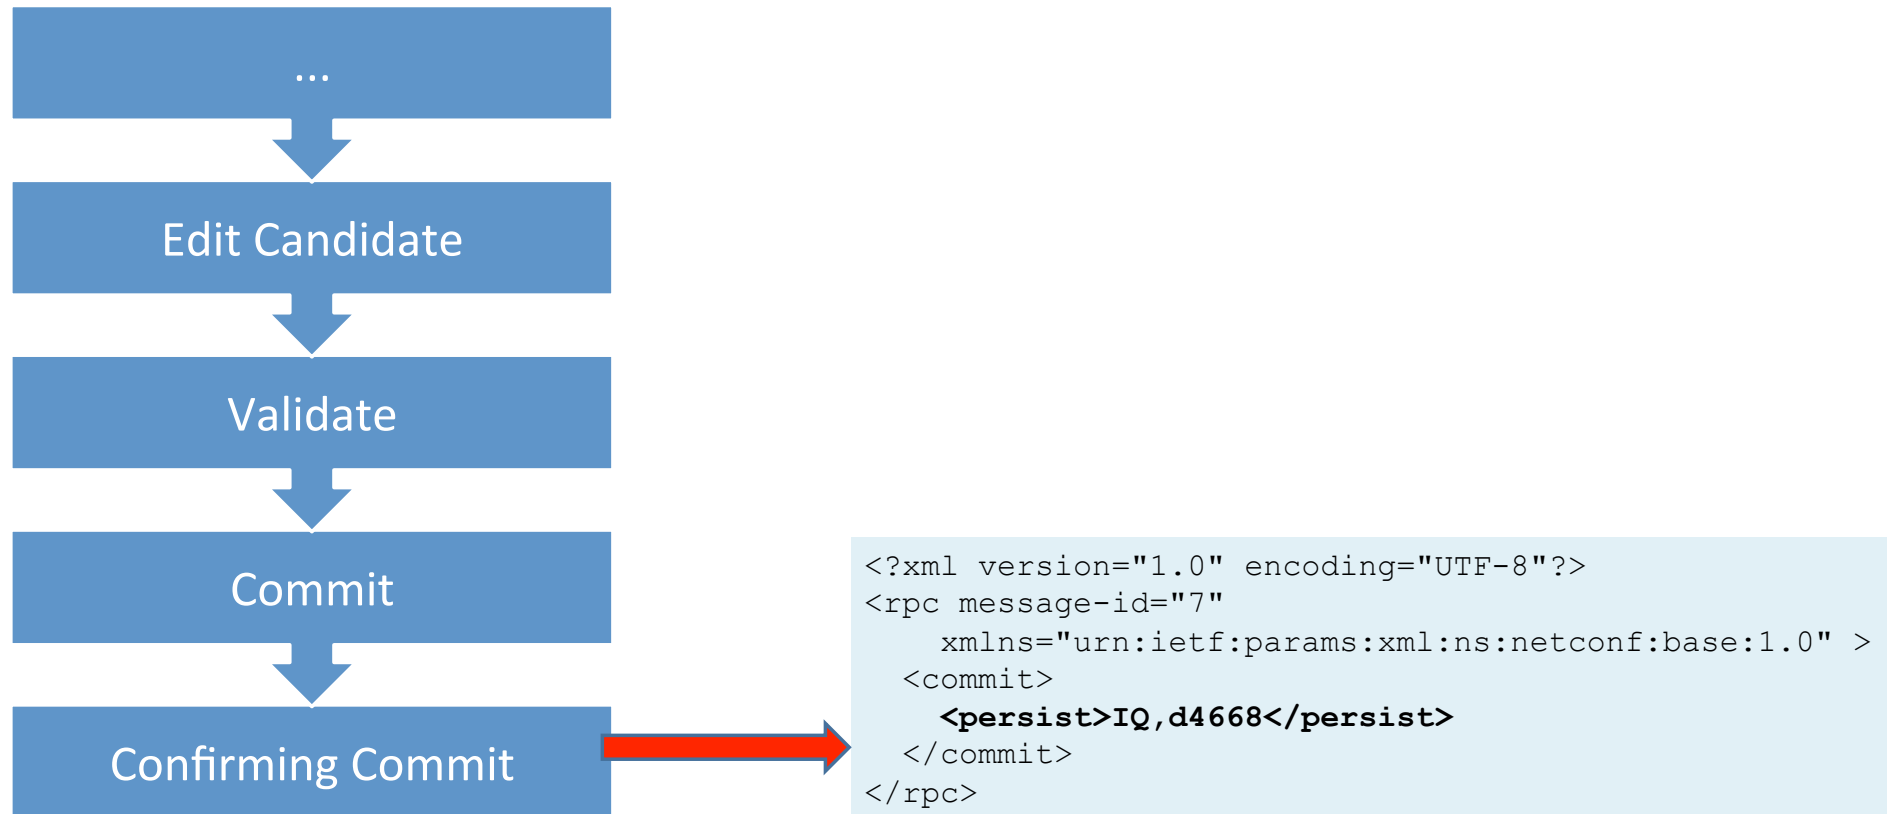 ...
Edit Candidate
Validate
Commit
Confirming Commit
<?xml version="1.0" encoding="UTF-8"?>
<rpc message-id="7"
    xmlns="urn:ietf:params:xml:ns:netconf:base:1.0" >
  <commit>
    <persist>IQ,d4668</persist>
  </commit>
</rpc>